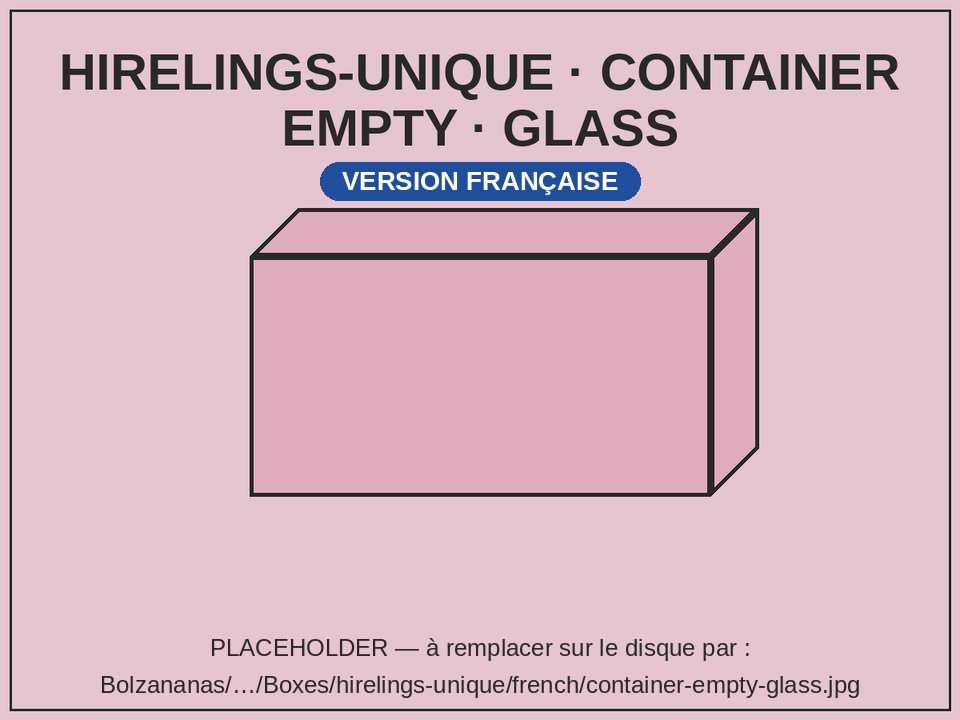 HIRELINGS-UNIQUE · CONTAINER
EMPTY · GLASS
VERSION FRANÇAISE
PLACEHOLDER — à remplacer sur le disque par :
Bolzananas/…/Boxes/hirelings-unique/french/container-empty-glass.jpg